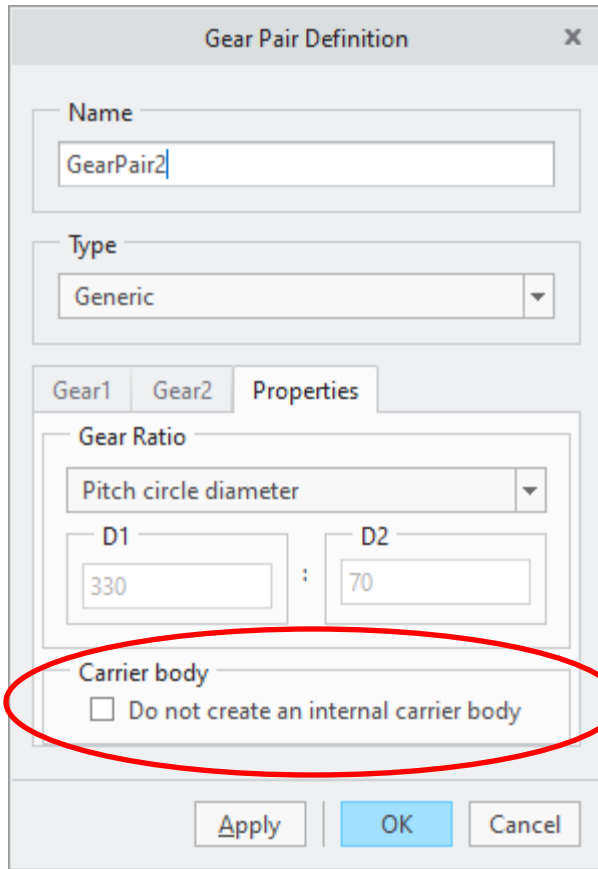 Gear Pair Definition
Name
GearPair2
Type
Generic
Gear1 Gear2 Properties
Gear Ratio
Pitch circle diameter
D1 D2
330 : 70
Carrier body
Do not create an internal carrier body
Apply OK Cancel